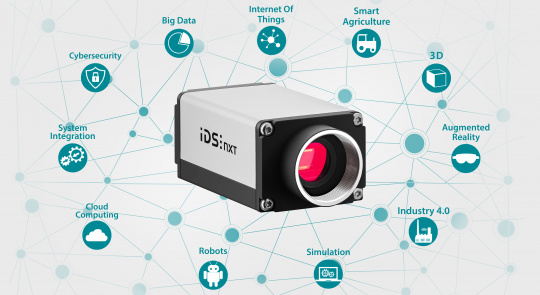 Internet Of
Things
Smart
Agriculture
Big Data
3D
Cybersecurity
IDS:NXT
System
Integration
Augmented
Reality
Cloud
Computing
Industry 4.0
Robots
Simulation